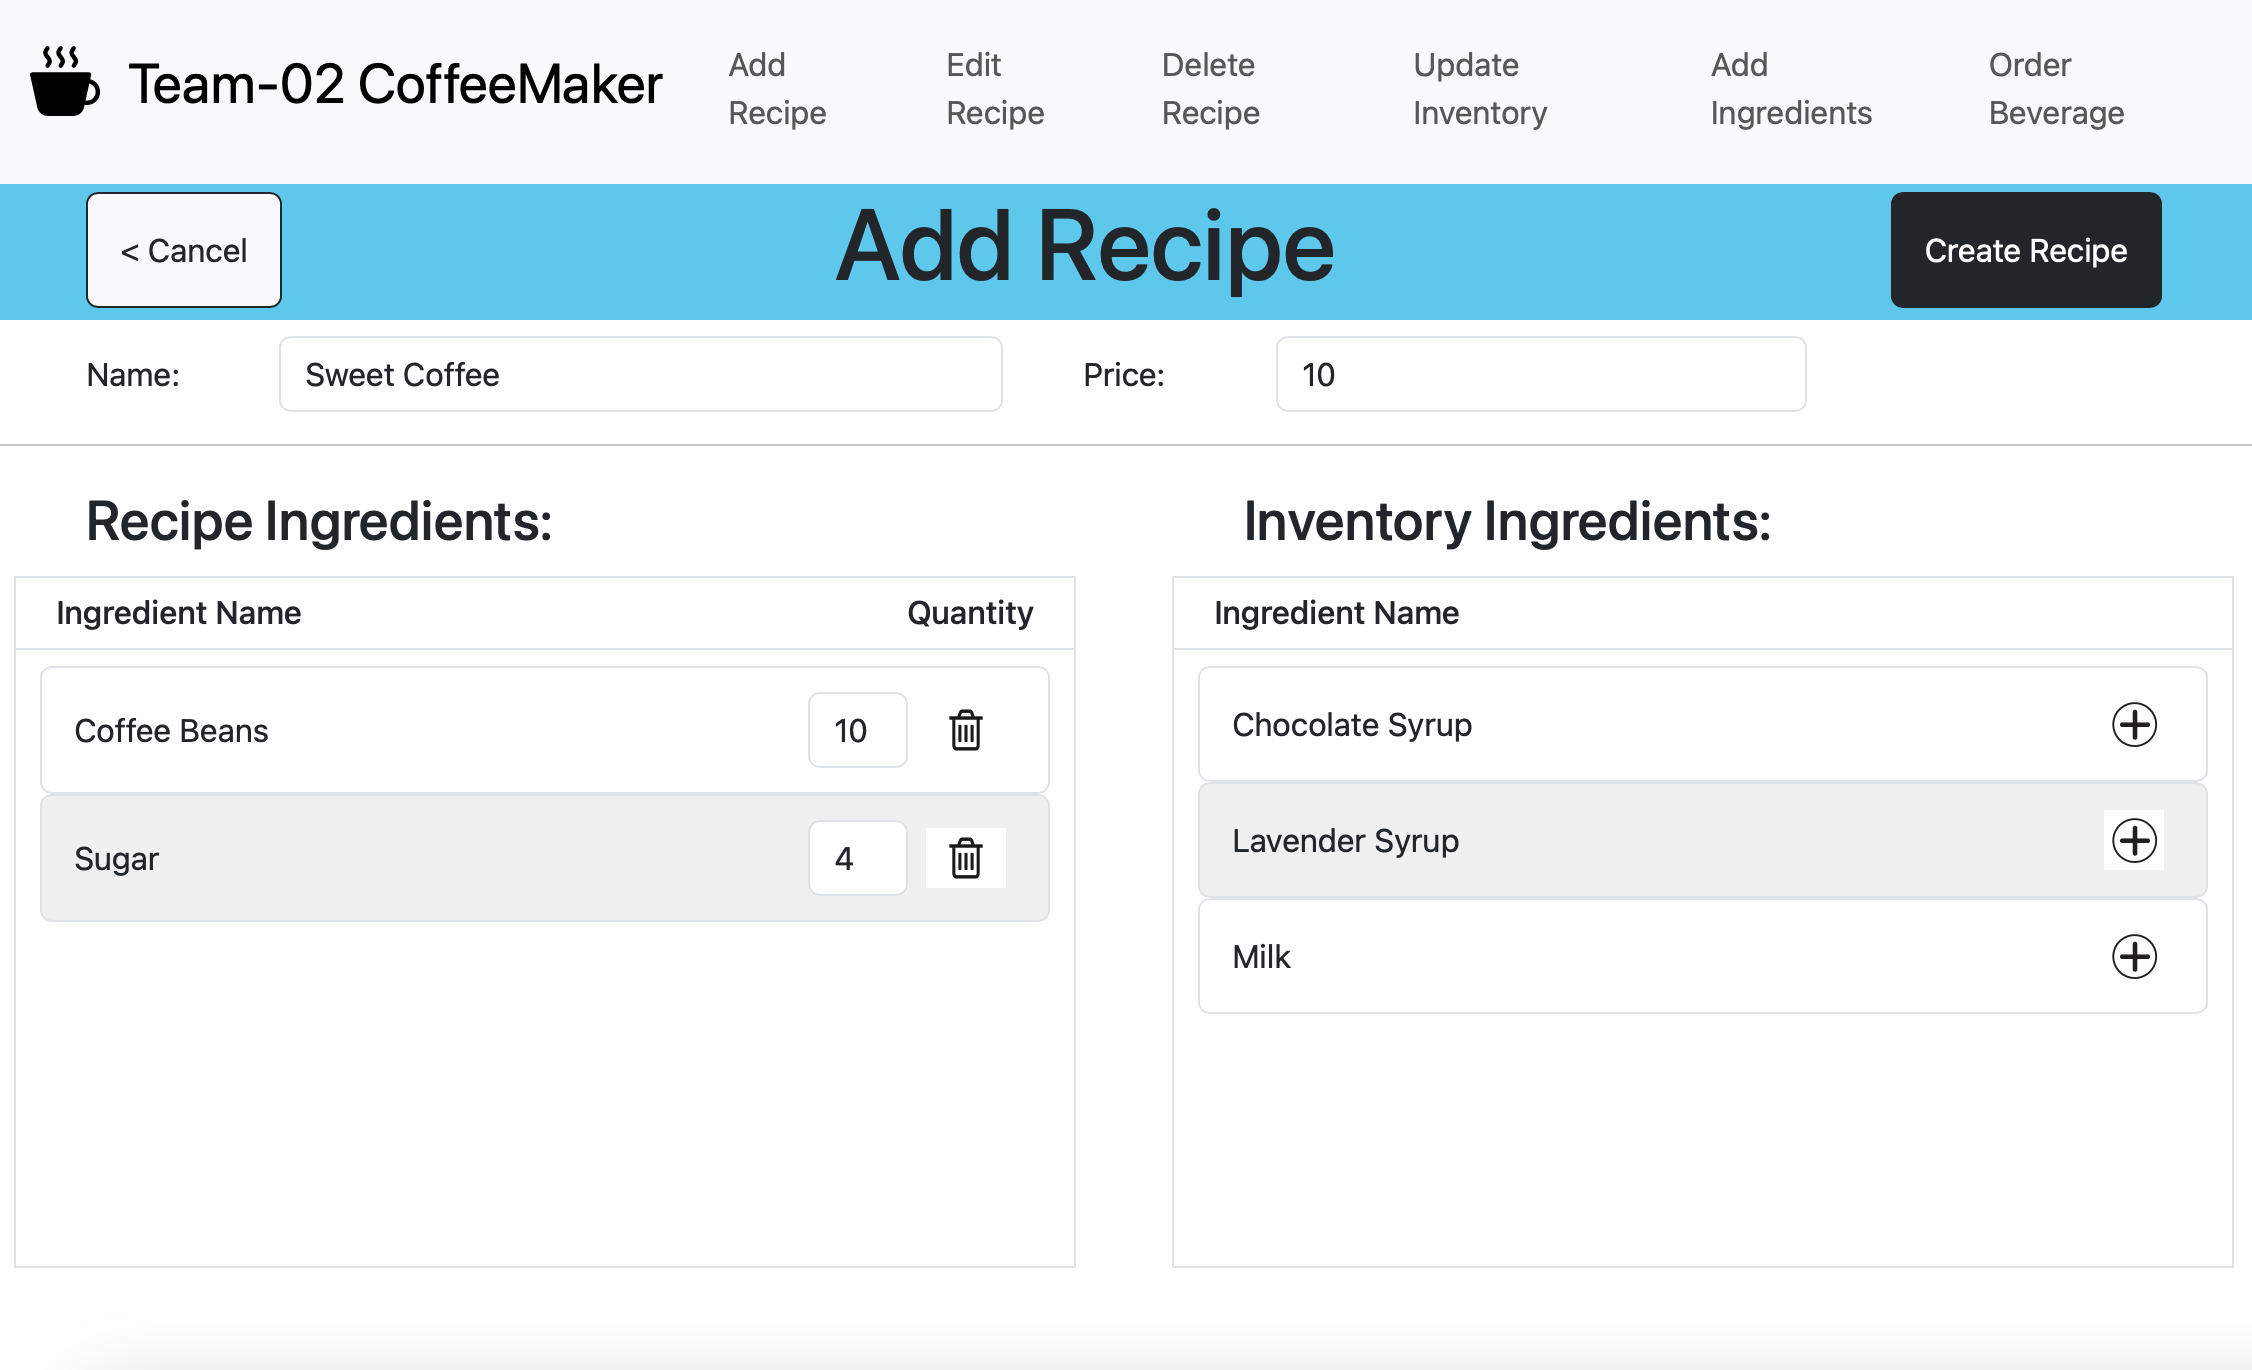 Team-02 CoffeeMaker
Add Recipe
Edit Recipe
Delete Recipe
Update Inventory
Add Ingredients
Order Beverage
< Cancel
Add Recipe
Create Recipe
Name:
Sweet Coffee
Price:
10
Recipe Ingredients:
Ingredient Name
Quantity
Coffee Beans
10
Sugar
4
Inventory Ingredients:
Ingredient Name
Chocolate Syrup
Lavender Syrup
Milk